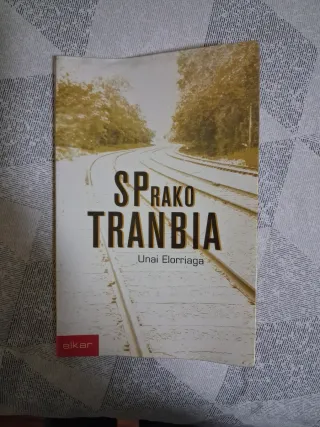 SPRAKO
TRANBIA
Unai Elorriaga
elkar